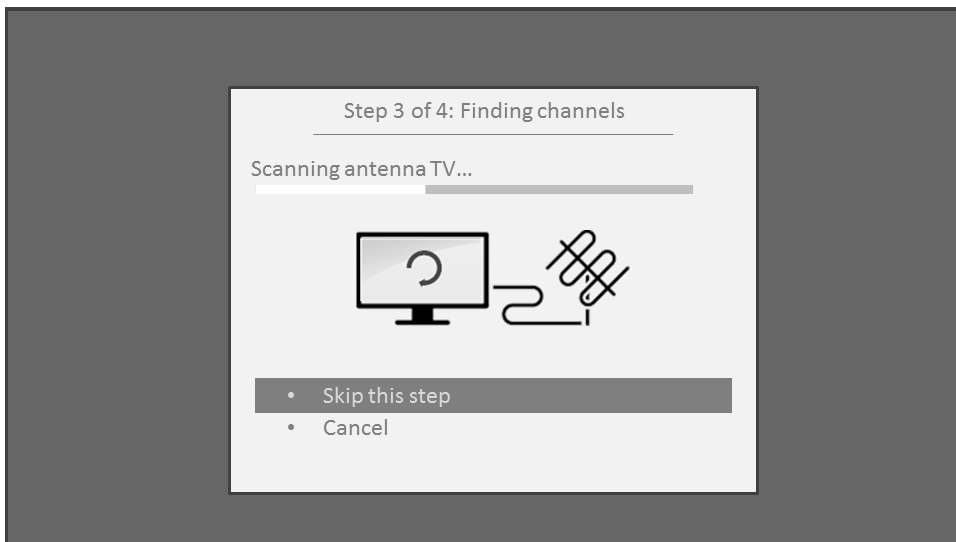 Step 3 of 4: Finding channels
Scanning antenna TV...
• Skip this step
• Cancel